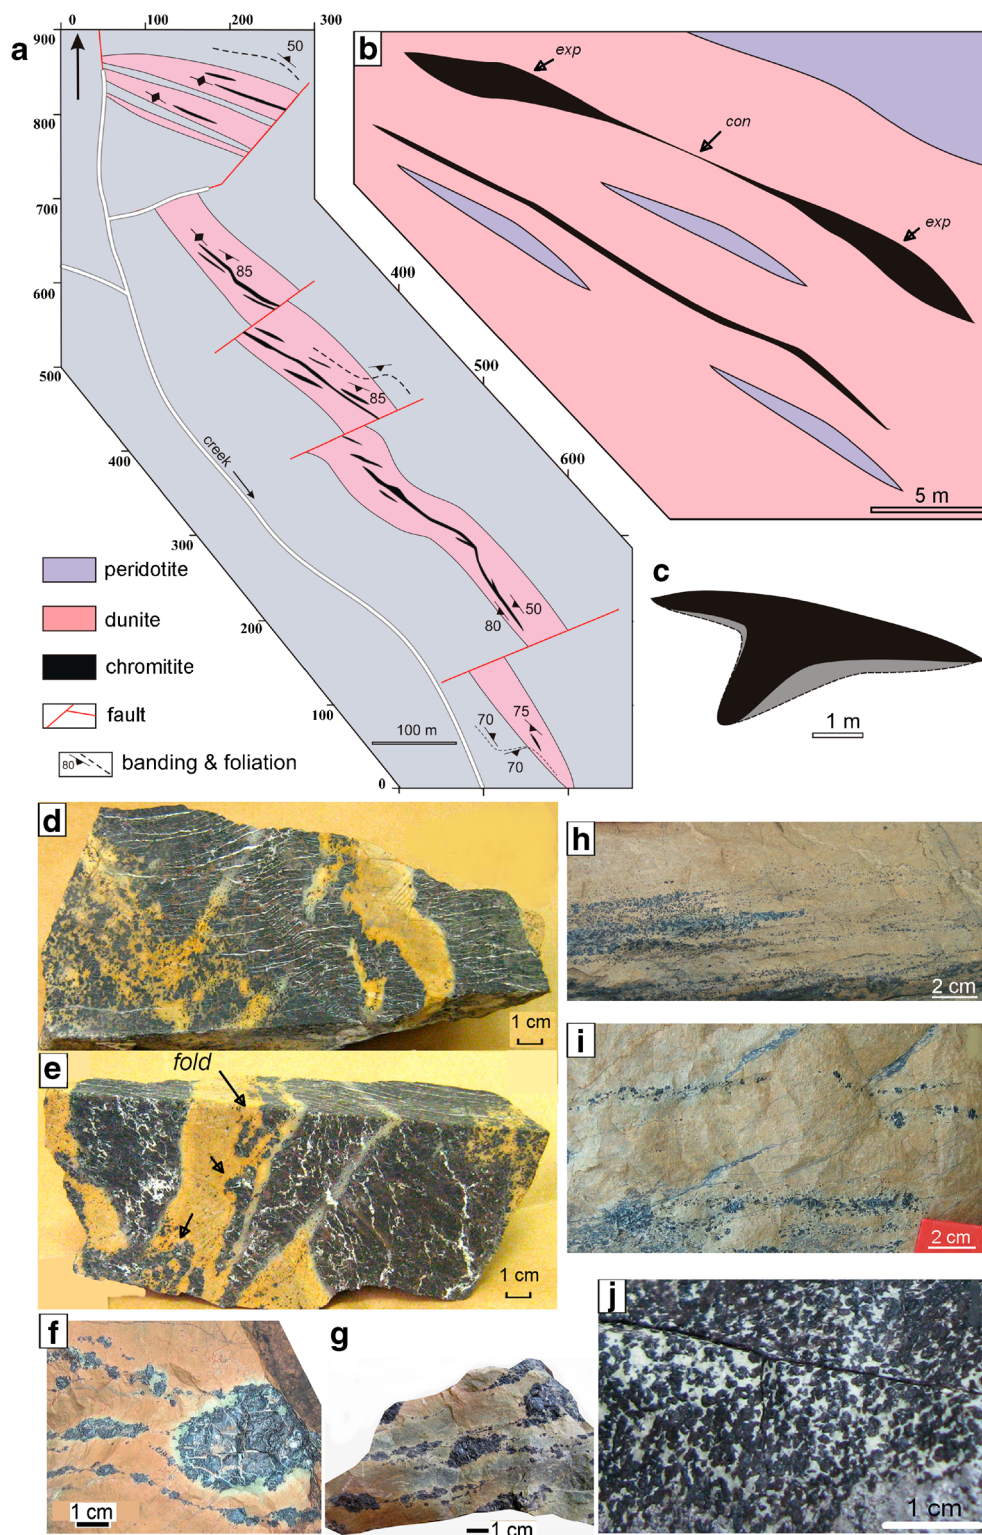 a
0
100
200
300
900
800
700
600
500
400
300
200
100
0
400
500
600
50
85
85
50
80
75
70
70
creek
100 m
peridotite
dunite
chromitite
fault
80
banding & foliation
b
exp
con
exp
5 m
c
1 m
d
1 cm
e
fold
1 cm
f
1 cm
g
1 cm
h
2 cm
i
2 cm
j
1 cm